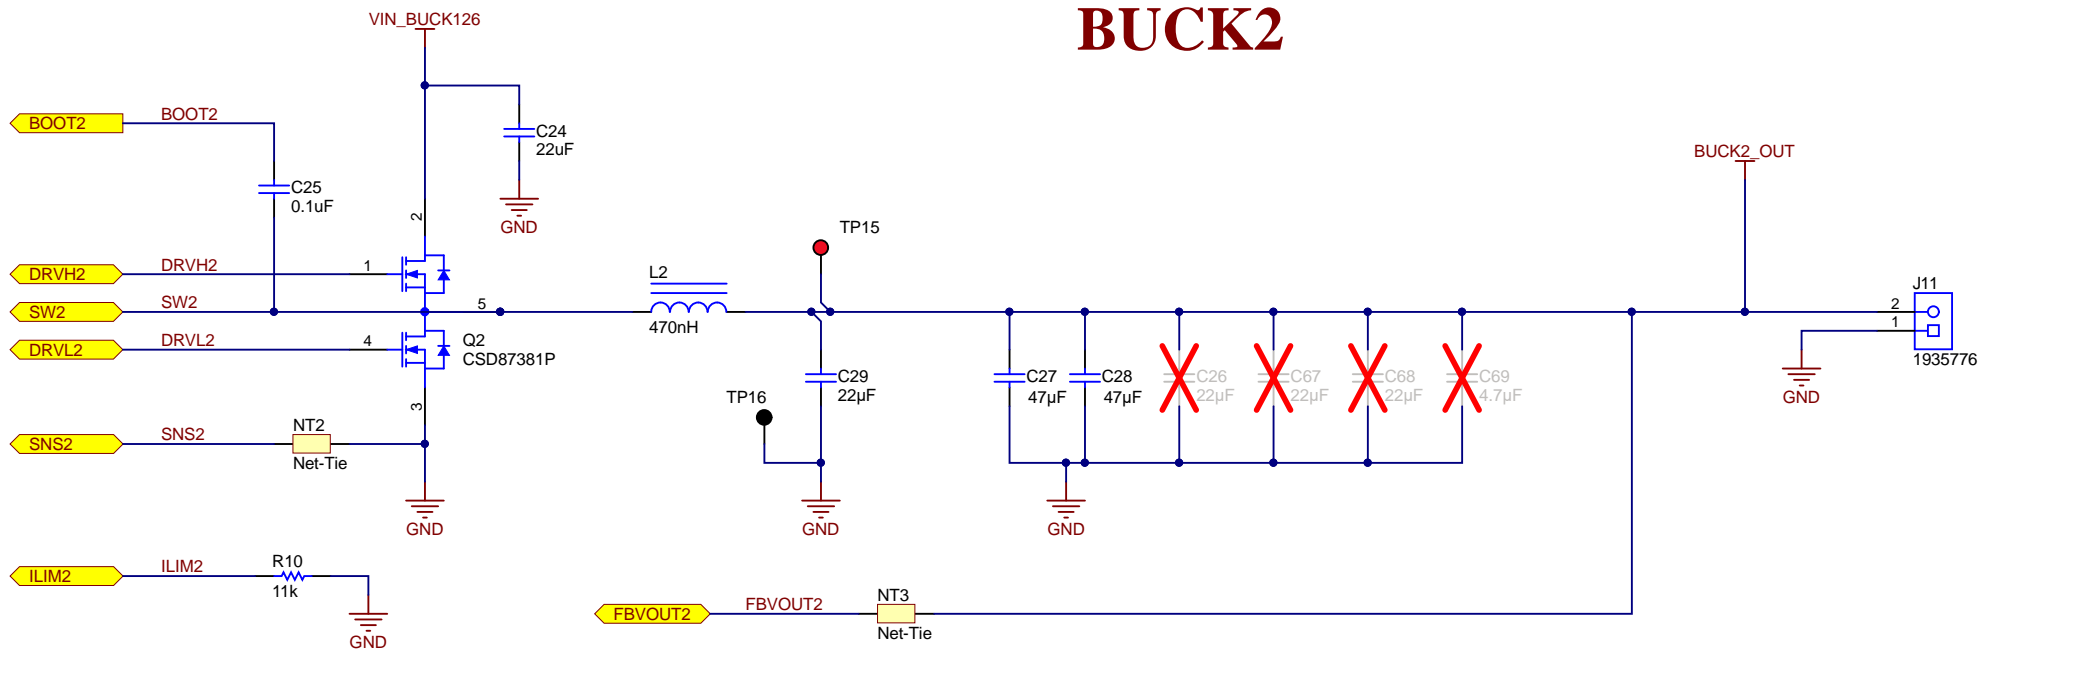 BUCK2
VIN_BUCK126
BOOT2
BOOT2
C24
22uF
GND
C25
0.1uF
2
DRVH2
DRVH2
1
SW2
SW2
5
DRVL2
DRVL2
4
Q2
CSD87381P
3
SNS2
SNS2
NT2
Net-Tie
GND
ILIM2
ILIM2
R10
11k
GND
L2
470nH
TP15
TP16
C29
22µF
GND
C27
47µF
C28
47µF
C26
22µF
C67
22µF
C68
22µF
C69
4.7µF
GND
FBVOUT2
FBVOUT2
NT3
Net-Tie
BUCK2_OUT
J11
2
1
1935776
GND